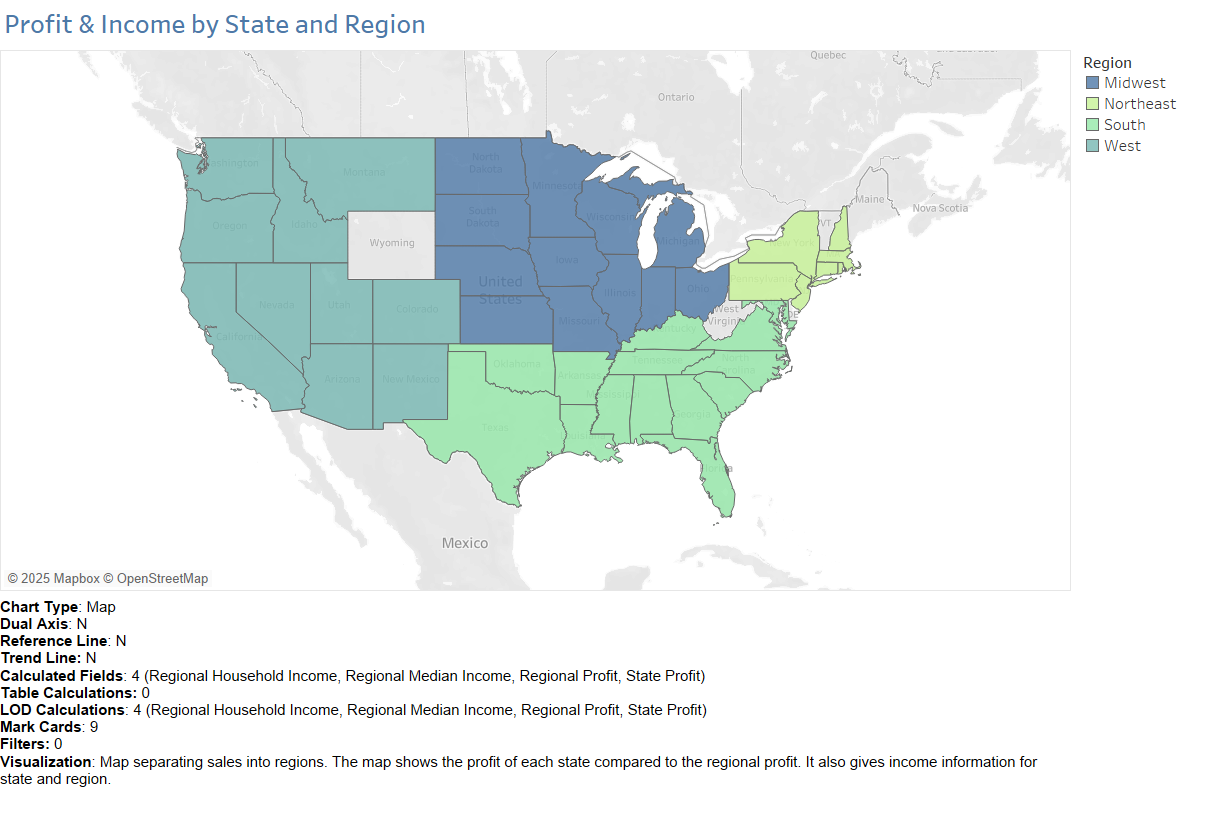 Profit & Income by State and Region
Quebec
Region
Midwest
Ontario
Northeast
South
West
North
Dakota
Montana
Minnesota
Maine
South
Dakota
Nova Scotia
Oregon
Idaho
Wisconsin
VT
Wyoming
Michigan
New York
Iowa
United
States
Pennsylvania
Nevada
Utah
Colorado
Illinois
Ohio
West
Virginia
DE
Missouri
California
Tennessee
North
Carolina
Oklahoma
Arizona
New Mexico
Arkansas
Mississippi
Georgia
Texas
Florida
Mexico
© 2025 Mapbox © OpenStreetMap
Chart Type: Map
Dual Axis: N
Reference Line: N
Trend Line: N
Calculated Fields: 4 (Regional Household Income, Regional Median Income, Regional Profit, State Profit)
Table Calculations: 0
LOD Calculations: 4 (Regional Household Income, Regional Median Income, Regional Profit, State Profit)
Mark Cards: 9
Filters: 0
Visualization: Map separating sales into regions. The map shows the profit of each state compared to the regional profit. It also gives income information for
state and region.